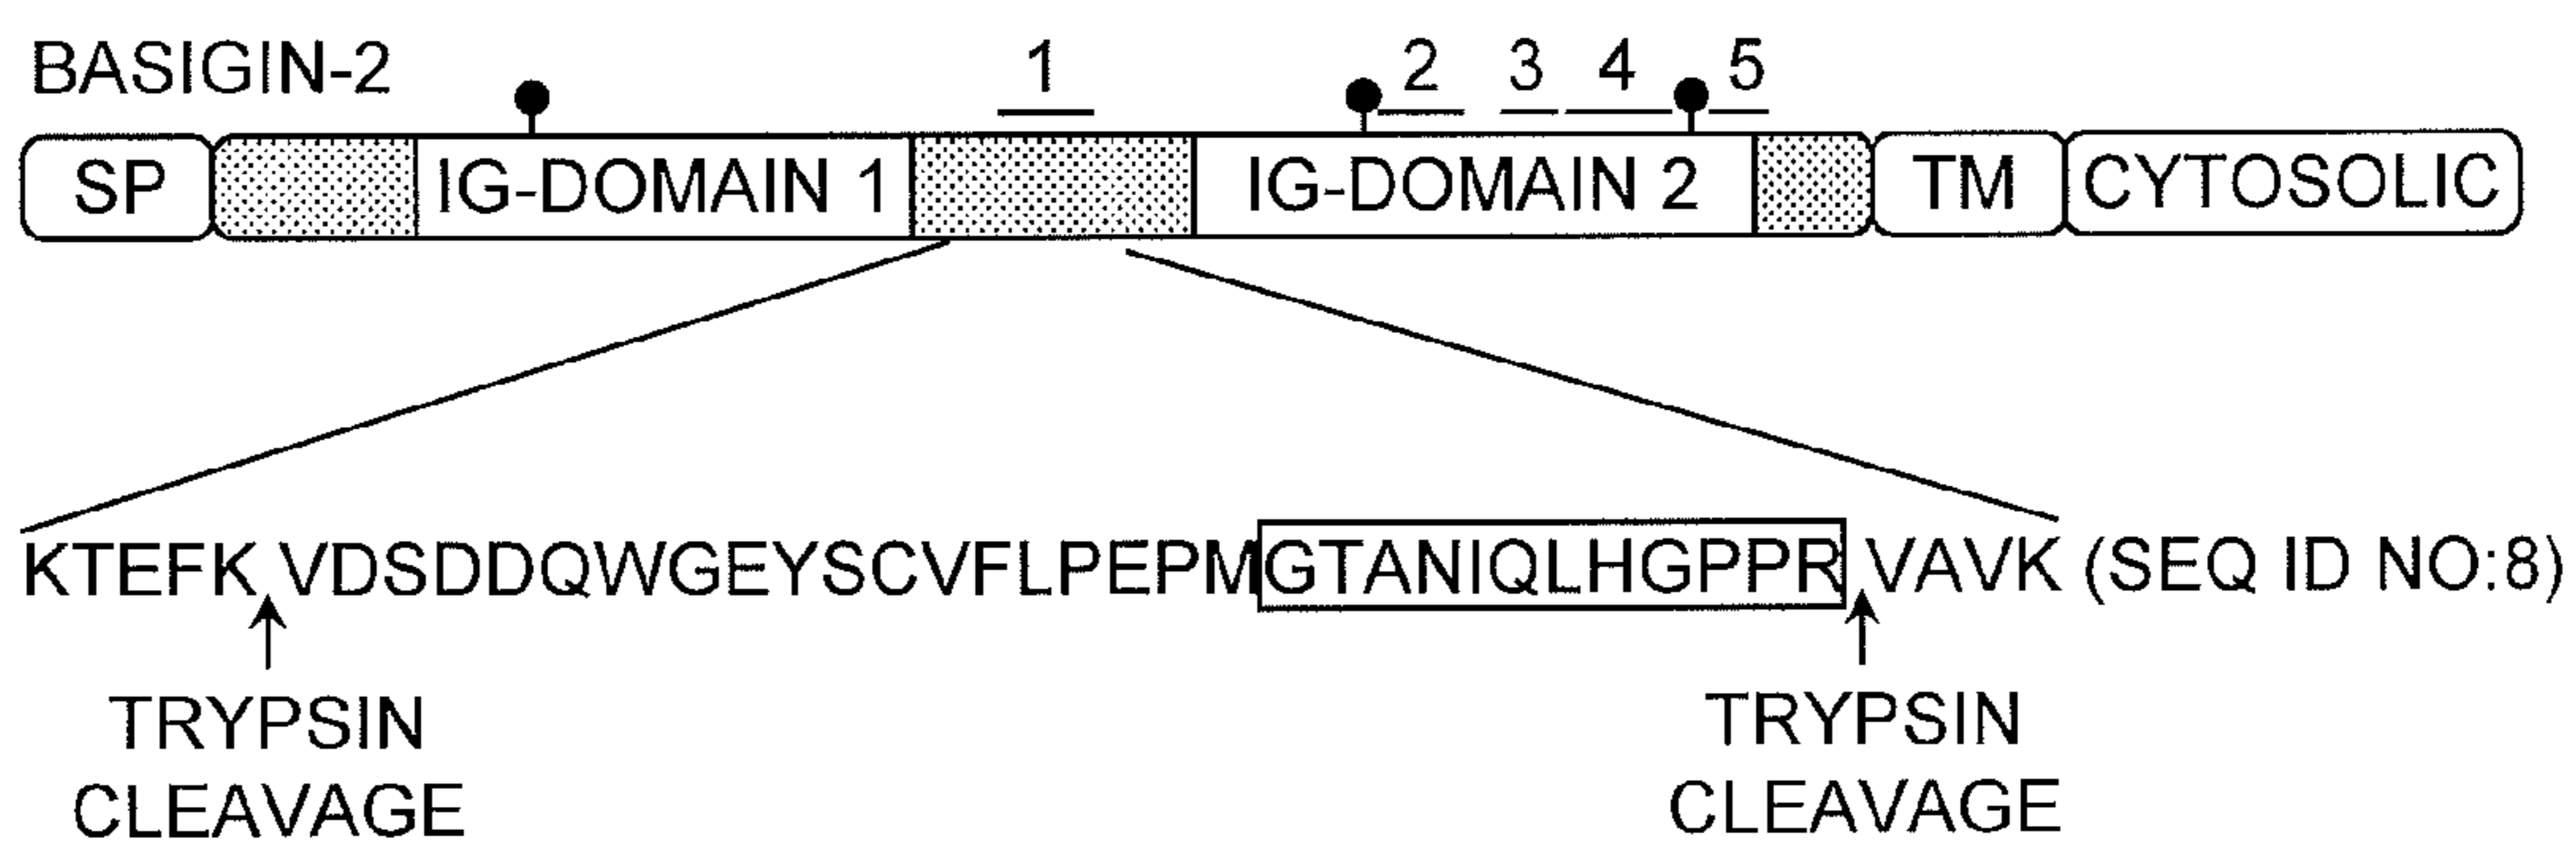 BASIGIN-2 1 2 3 4 5
SP IG-DOMAIN 1 IG-DOMAIN 2 TM CYTOSOLIC
KTEFK VDSDDQWGEYSCVFLPEPMGTANIQLHGPPR VAVK (SEQ ID NO:8)
TRYPSIN
CLEAVAGE
TRYPSIN
CLEAVAGE